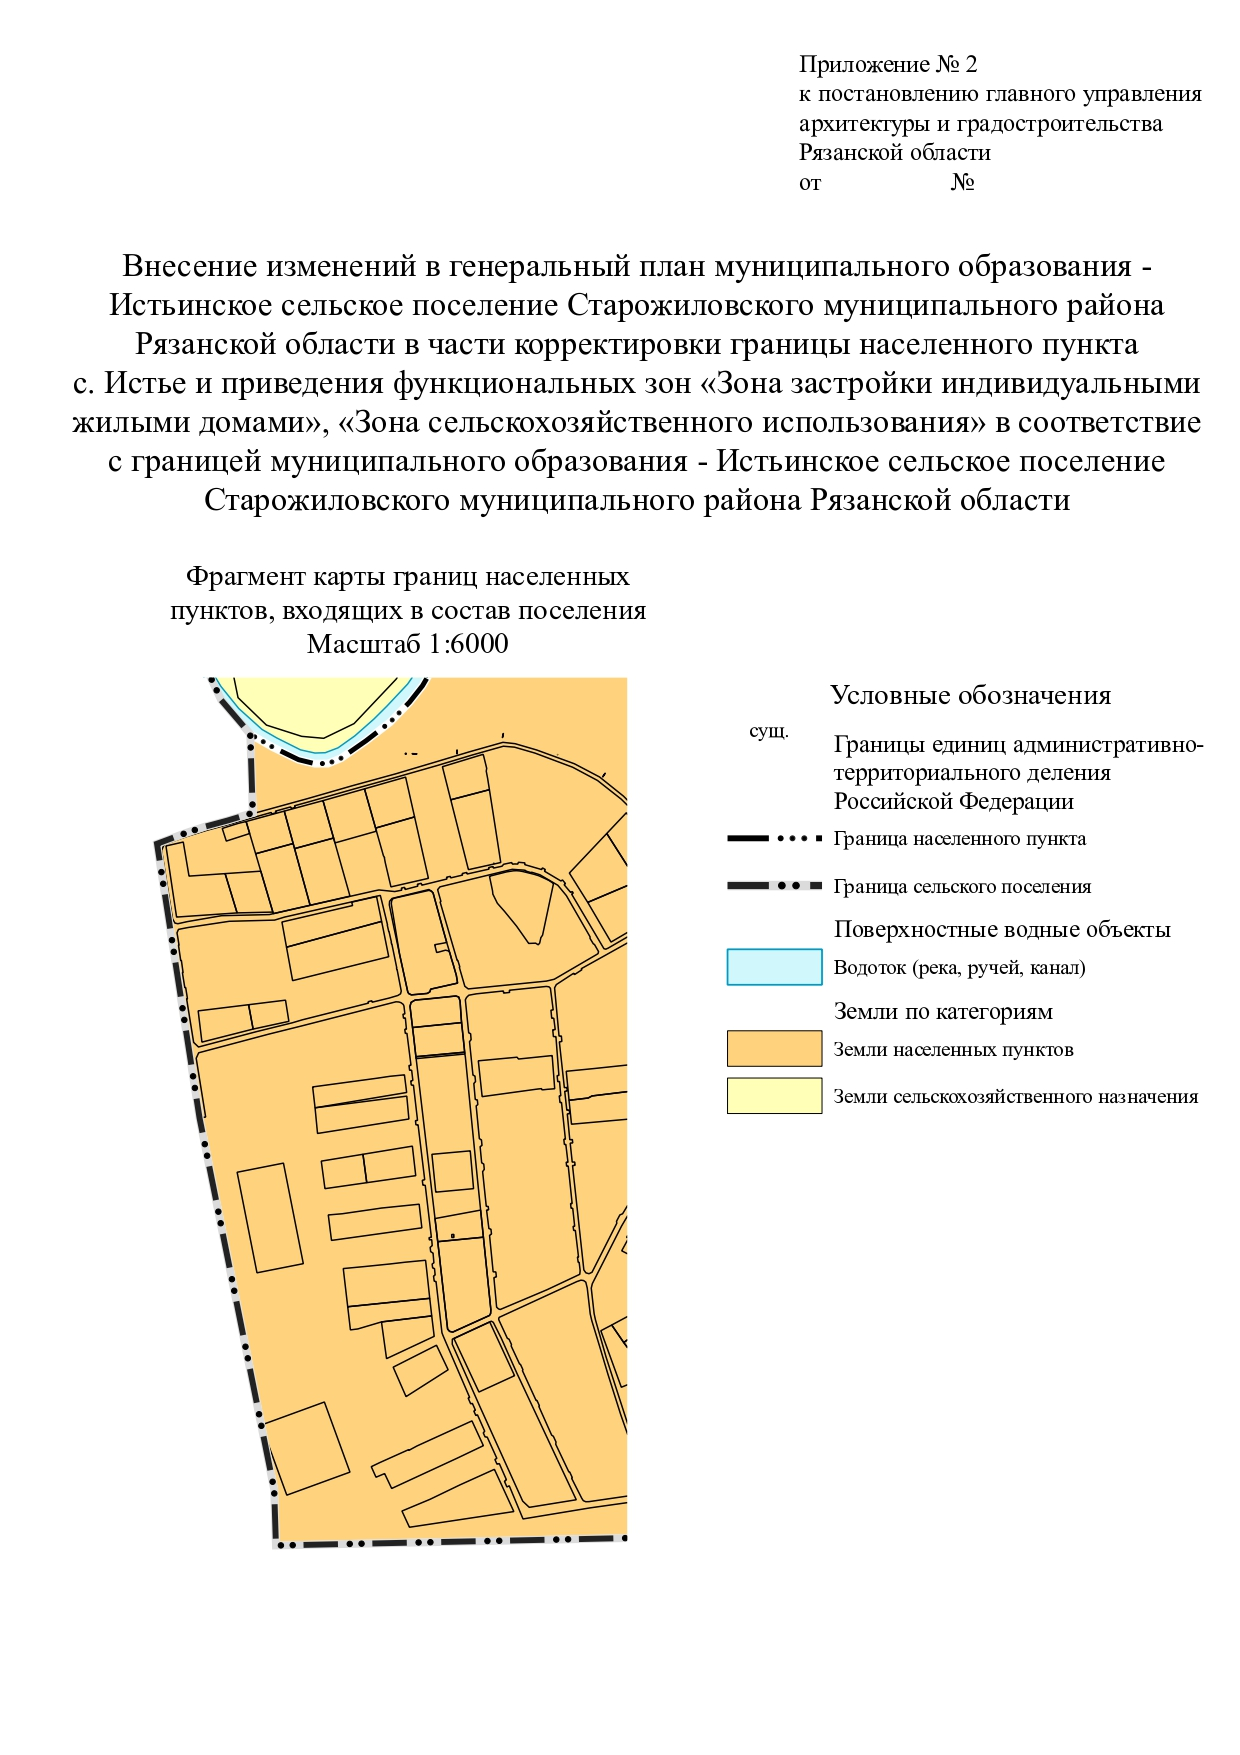 Приложение № 2
к постановлению главного управления
архитектуры и градостроительства
Рязанской области
от №
Внесение изменений в генеральный план муниципального образования -
Истьинское сельское поселение Старожиловского муниципального района
Рязанской области в части корректировки границы населенного пункта
с. Истье и приведения функциональных зон «Зона застройки индивидуальными
жилыми домами», «Зона сельскохозяйственного использования» в соответствие
с границей муниципального образования - Истьинское сельское поселение
Старожиловского муниципального района Рязанской области
Фрагмент карты границ населенных
пунктов, входящих в состав поселения
Масштаб 1:6000
Условные обозначения
сущ.
Границы единиц административно-
территориального деления
Российской Федерации
Граница населенного пункта
Граница сельского поселения
Поверхностные водные объекты
Водоток (река, ручей, канал)
Земли по категориям
Земли населенных пунктов
Земли сельскохозяйственного назначения